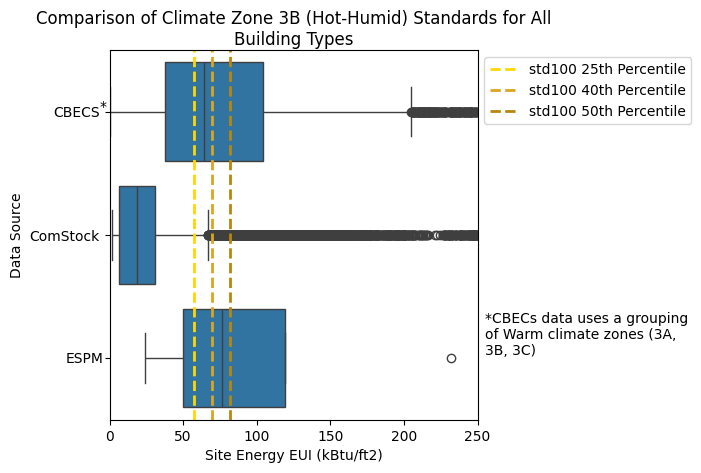 Comparison of Climate Zone 3B (Hot-Humid) Standards for All
Building Types
std100 25th Percentile
std100 40th Percentile
std100 50th Percentile
CBECS*
ComStock
ESPM
Data Source
*CBECs data uses a grouping
of Warm climate zones (3A,
3B, 3C)
0 50 100 150 200 250
Site Energy EUI (kBtu/ft2)